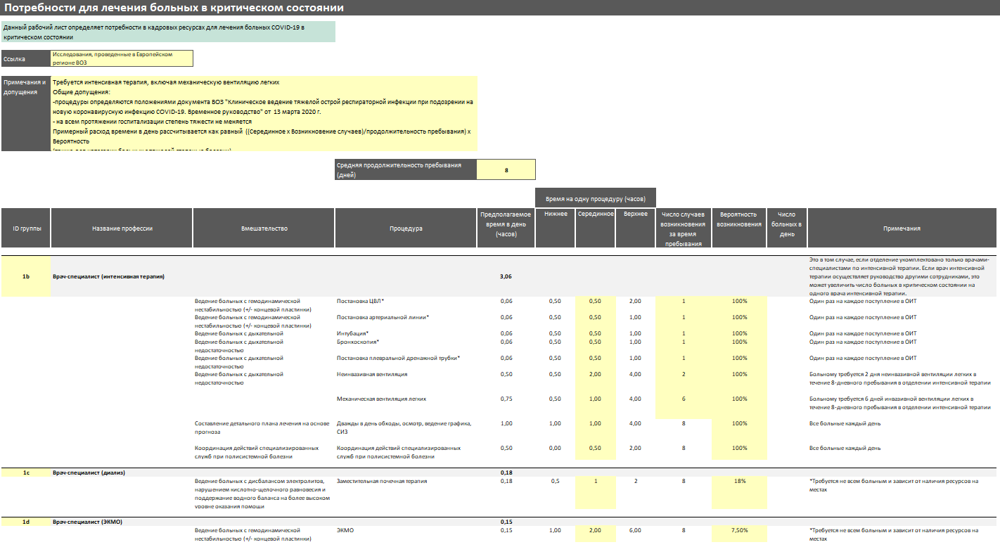 Потребности для лечения больных в критическом состоянии
Данный рабочий лист определяет потребности в кадровых ресурсах для лечения больных COVID-19 в
критическом состоянии
Ссылка
Исследования, проведенные в Европейском
регионе ВОЗ
Примечания и
допущения
Требуется интенсивная терапия, включая механическую вентиляцию легких
Общие допущения:
-процедуры определяются положениями документа ВОЗ "Клиническое ведение тяжелой острой респираторной инфекции при подозрении на
новую коронавирусную инфекцию COVID-19. Временное руководство" от 13 марта 2020 г.
- на всем протяжении госпитализации степень тяжести не меняется
Примерный расход времени в день рассчитывается как равный ((Серединное х Возникновение случаев)/продолжительность пребывания) х
Вероятность
Средняя продолжительность пребывания
(дней)
8
Время на одну процедуру (часов)
ID группы
Название профессии
Вмешательство
Процедура
Предполагаемое
время в день
(часов)
Нижнее
Серединное
Верхнее
Число случаев
возникновения
за время
пребывания
Вероятность
возникновения
Число
больных в
день
Примечания
1b
Врач-специалист (интенсивная терапия)
3,06
Это в том случае, если отделение укомплектовано только врачами-
специалистами по интенсивной терапии. Если врач интенсивной
терапии осуществляет руководство другими сотрудниками, это
может увеличить число больных в критическом состоянии на
одного врача интенсивной терапии.
Ведение больных с гемодинамической
нестабильностью (+/- концевой пластинки)
Постановка ЦВЛ*
0,06 0,50 0,50 2,00 1 100%
Один раз на каждое поступление в ОИТ
Ведение больных с гемодинамической
нестабильностью (+/- концевой пластинки)
Постановка артериальной линии*
0,06 0,50 0,50 1,00 1 100%
Один раз на каждое поступление в ОИТ
Ведение больных с дыхательной
Интубация*
0,06 0,50 0,50 1,00 1 100%
Один раз на каждое поступление в ОИТ
Ведение больных с дыхательной
недостаточностью
Бронхоскопия*
0,06 0,50 0,50 1,00 1 100%
Один раз на каждое поступление в ОИТ
Ведение больных с дыхательной
недостаточностью
Постановка плевральной дренажной трубки*
0,06 0,50 0,50 1,00 1 100%
Один раз на каждое поступление в ОИТ
Ведение больных с дыхательной
недостаточностью
Неинвазивная вентиляция
0,50 0,50 2,00 4,00 2 100%
Больному требуется 2 дня неинвазивной вентиляции легких в
течение 8-дневного пребывания в отделении интенсивной терапии
Механическая вентиляция легких
0,75 0,50 1,00 4,00 6 100%
Больному требуется 6 дней инвазивной вентиляции легких в
течение 8-дневного пребывания в отделении интенсивной терапии
Составление детального плана лечения на основе
прогноза
Дважды в день обходы, осмотр, ведение графика,
СИЗ
1,00 1,00 1,00 4,00 8 100%
Все больные каждый день
Координация действий специализированных
служб при полисистемной болезни
Координация действий специализированных
служб при полисистемной болезни
0,50 0,00 0,50 2,00 8 100%
Все больные каждый день
1c
Врач-специалист (диализ)
0,18
Ведение больных с дисбалансом электролитов,
нарушением кислотно-щелочного равновесия и
поддержание водного баланса на более высоком
уровне оказания помощи
Заместительная почечная терапия
0,18 0,5 1 2 8 18%
*Требуется не всем больным и зависит от наличия ресурсов на
местах
1d
Врач-специалист (ЭКМО)
0,15
Ведение больных с гемодинамической
нестабильностью (+/- концевой пластинки)
ЭКМО
0,15 1,00 2,00 6,00 8 7,50%
*Требуется не всем больным и зависит от наличия ресурсов на
местах